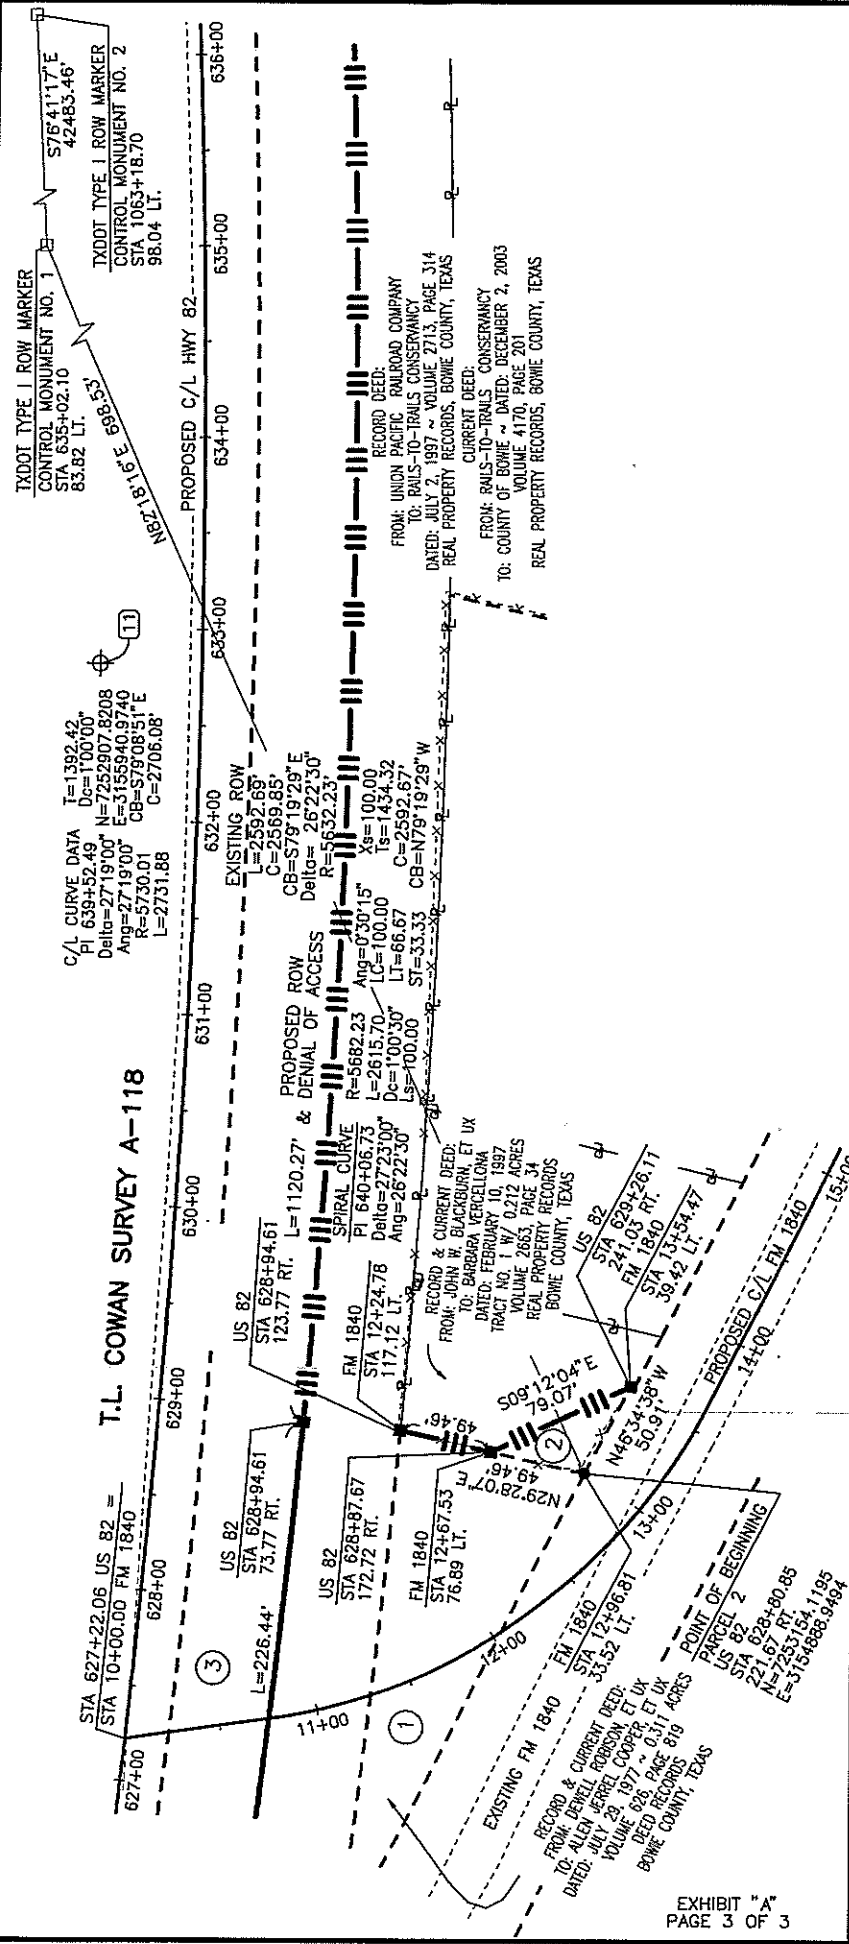 TXDOT TYPE I ROW MARKER
CONTROL MONUMENT NO. 1
STA 635+02.10
83.82 LT.
S76°41'17"E
42483.46'
TXDOT TYPE I ROW MARKER
CONTROL MONUMENT NO. 2
STA 1063+18.70
98.04 LT.
N82°18'16"E 698.53'
11
C/L CURVE DATA
PI 639+52.49
Delta=27°19'00"
Ang=27°19'00"
R=5730.01
L=2731.88
T=1392.42
Dc=1°00'00"
N=7252907.8208
E=3155940.9740
CB=S79°08'51"E
C=2706.08'
T.L. COWAN SURVEY A-118
STA 627+22.06 US 82 =
STA 10+00.00 FM 1840
627+00
628+00
629+00
630+00
631+00
632+00
633+00
634+00
635+00
636+00
PROPOSED C/L HWY 82
EXISTING ROW
L=2592.69'
C=2569.85'
CB=S79°19'29"E
Delta= 26°22'30"
R=5632.23'
PROPOSED ROW
& DENIAL OF ACCESS
L=1120.27'
SPIRAL CURVE
PI 640+06.73
Delta=27°23'00"
Ang=26°22'30"
R=5682.23
L=2615.70
Dc=1°00'30"
Ls=100.00
Ang=0°30'15"
LC=100.00
LT=66.67
ST=33.33
Xs=100.00
Ts=1434.32
C=2592.67'
CB=N79°19'29"W
RECORD DEED:
FROM: UNION PACIFIC RAILROAD COMPANY
TO: RAILS-TO-TRAILS CONSERVANCY
DATED: JULY 2, 1997 ~ VOLUME 2713, PAGE 314
REAL PROPERTY RECORDS, BOWIE COUNTY, TEXAS
CURRENT DEED:
FROM: RAILS-TO-TRAILS CONSERVANCY
TO: COUNTY OF BOWIE ~ DATED: DECEMBER 2, 2003
VOLUME 4170, PAGE 201
REAL PROPERTY RECORDS, BOWIE COUNTY, TEXAS
US 82
STA 628+94.61
123.77 RT.
FM 1840
STA 12+24.78
117.12 LT.
US 82
STA 628+94.61
73.77 RT.
L=226.44'
3
US 82
STA 628+87.67
172.72 RT.
FM 1840
STA 12+67.53
76.89 LT.
1
11+00
12+00
13+00
14+00
15+00
49.46'
49.46'
N29°28'07"E
2
S09°12'04"E
79.07'
N46°34'38"W
50.91'
RECORD & CURRENT DEED:
FROM: JOHN W. BLACKBURN, ET UX
TO: BARBARA VERCELLONA
DATED: FEBRUARY 10, 1997
TRACT NO. 1 W/ 0.212 ACRES
VOLUME 2663, PAGE 34
REAL PROPERTY RECORDS
BOWIE COUNTY, TEXAS
US 82
STA 629+26.11
241.03 RT.
FM 1840
STA 13+54.47
39.42 LT.
PROPOSED C/L FM 1840
FM 1840
STA 12+96.81
33.52 LT.
POINT OF BEGINNING
PARCEL 2
US 82
STA 628+80.85
221.67 RT.
N=7253154.1195
E=3154888.9494
EXISTING FM 1840
RECORD & CURRENT DEED:
FROM: DEWELL ROBISON, ET UX
TO: ALLEN JERREL COOPER, ET UX
DATED: JULY 29, 1977 ~ 0.311 ACRES
VOLUME 626, PAGE 819
DEED RECORDS
BOWIE COUNTY, TEXAS
EXHIBIT "A"
PAGE 3 OF 3